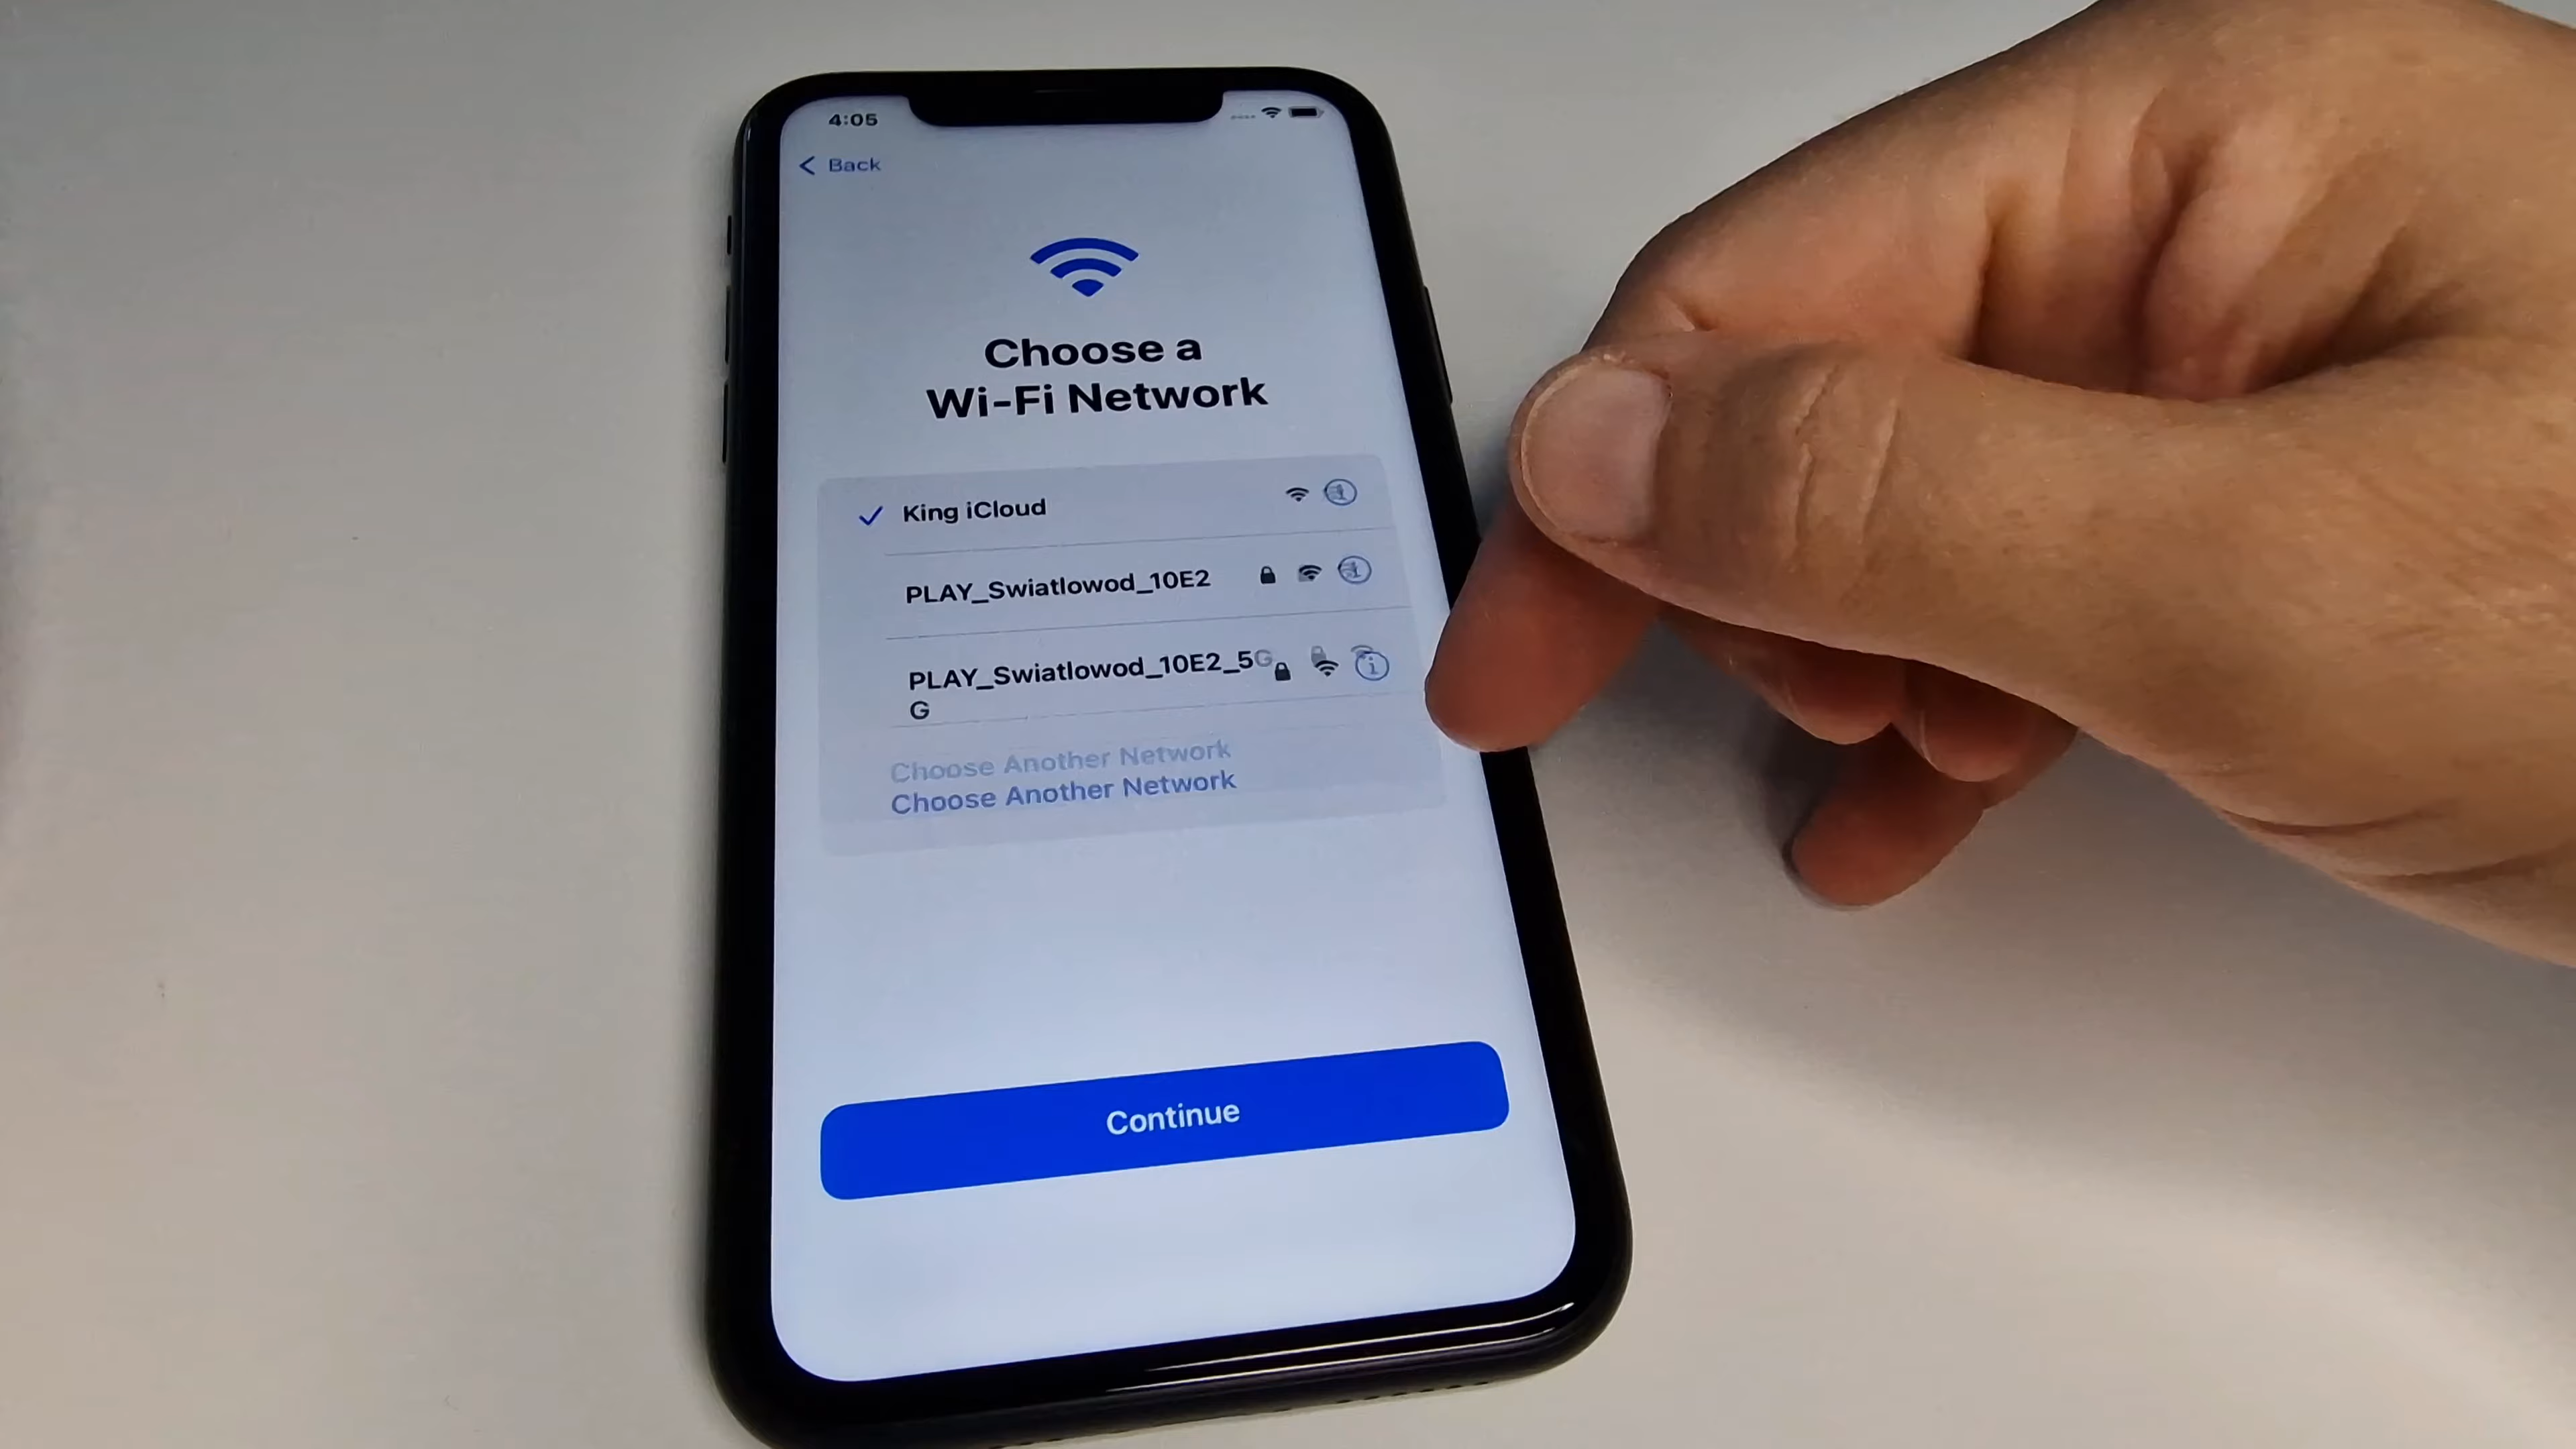 4:05
Back
Choose a
Wi-Fi Network
King iCloud
PLAY_Swiatlowod_10E2
PLAY_Swiatlowod_10E2_5G
G
Choose Another Network
Choose Another Network
Continue